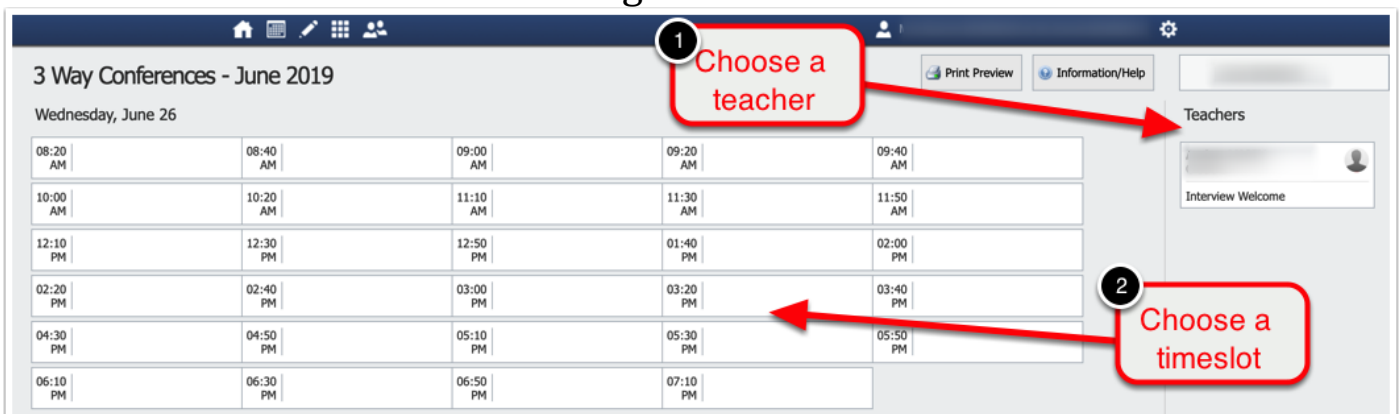 1
Choose a
teacher
3 Way Conferences - June 2019
Print Preview
Information/Help
Wednesday, June 26
Teachers
08:20 AM
08:40 AM
09:00 AM
09:20 AM
09:40 AM
Interview Welcome
10:00 AM
10:20 AM
11:10 AM
11:30 AM
11:50 AM
12:10 PM
12:30 PM
12:50 PM
01:40 PM
02:00 PM
02:20 PM
02:40 PM
03:00 PM
03:20 PM
03:40 PM
2
Choose a
timeslot
04:30 PM
04:50 PM
05:10 PM
05:30 PM
05:50 PM
06:10 PM
06:30 PM
06:50 PM
07:10 PM